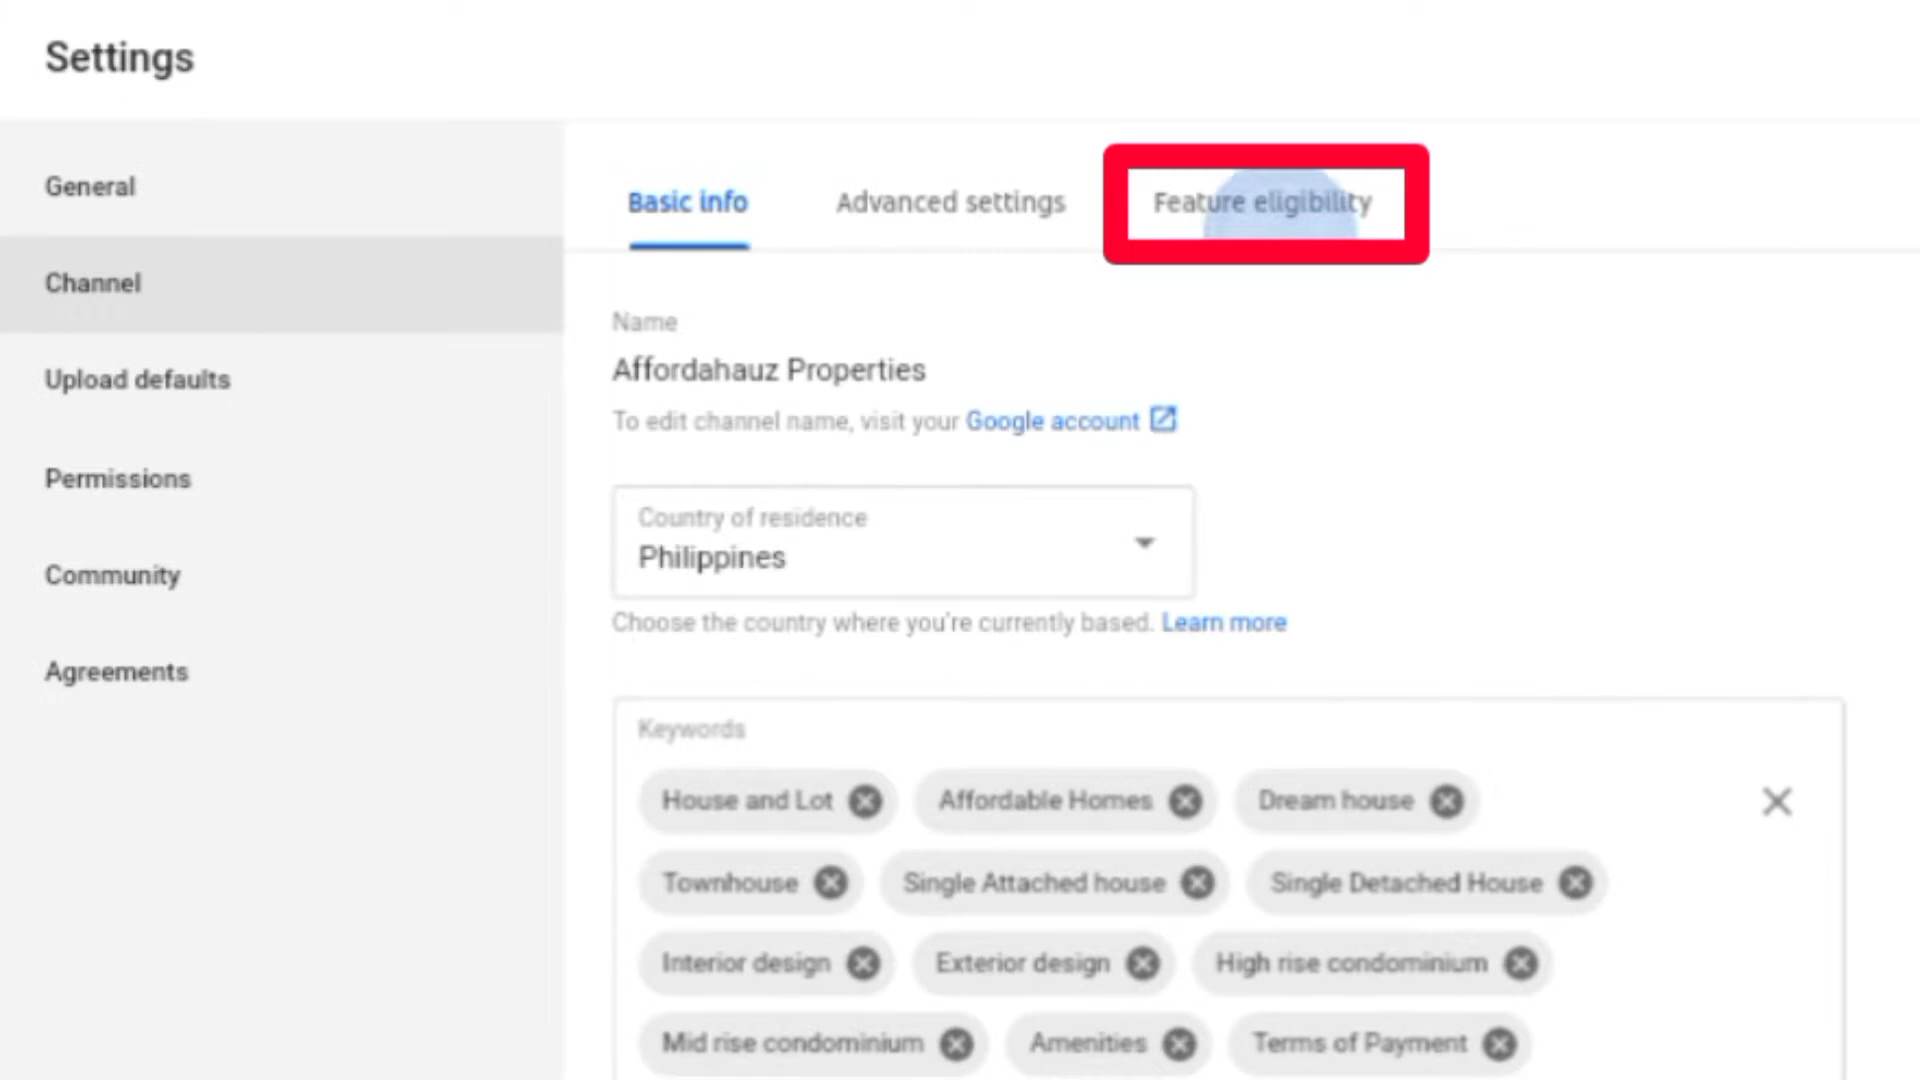 Settings
General
Channel
Upload defaults
Permissions
Community
Agreements
Basic info Advanced settings Feature eligibility
Name
Affordahauz Properties
To edit channel name, visit your Google account
Country of residence
Philippines
Choose the country where you're currently based. Learn more
Keywords
House and Lot Affordable Homes Dream house
Townhouse Single Attached house Single Detached House
Interior design Exterior design High rise condominium
Mid rise condominium Amenities Terms of Payment